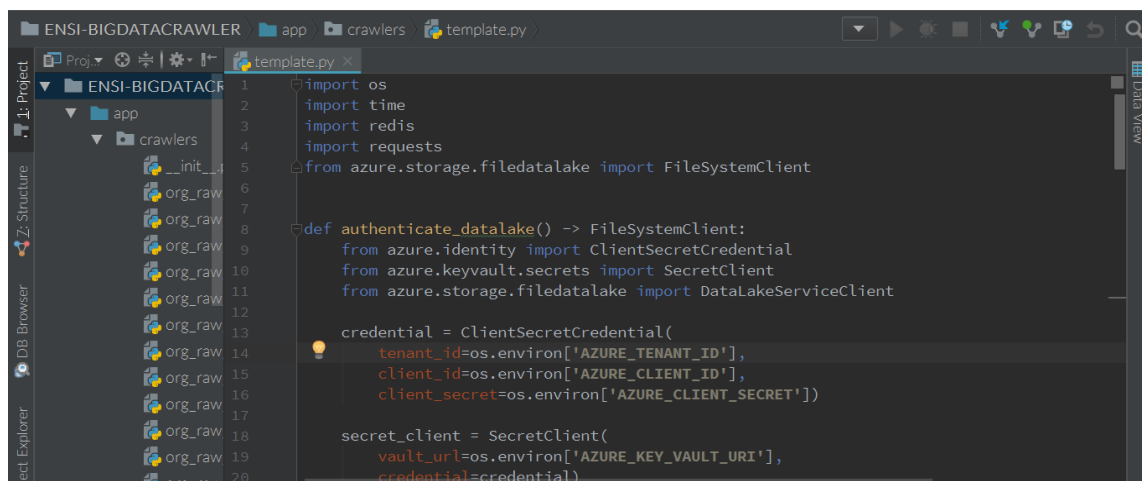 ENSI-BIGDATACRAWLER app crawlers template.py
Proj..
template.py
1: Project
Z: Structure
DB Browser
ect Explorer
Data View
ENSI-BIGDATACR
app
crawlers
__init__.
org_raw
org_raw
org_raw
org_raw
org_raw
org_raw
org_raw
org_raw
org_raw
org_raw
org_raw
1 import os
2 import time
3 import redis
4 import requests
5 from azure.storage.filedatalake import FileSystemClient
6
7
8 def authenticate_datalake() -> FileSystemClient:
9 from azure.identity import ClientSecretCredential
10 from azure.keyvault.secrets import SecretClient
11 from azure.storage.filedatalake import DataLakeServiceClient
12
13 credential = ClientSecretCredential(
14 tenant_id=os.environ['AZURE_TENANT_ID'],
15 client_id=os.environ['AZURE_CLIENT_ID'],
16 client_secret=os.environ['AZURE_CLIENT_SECRET'])
17
18 secret_client = SecretClient(
19 vault_url=os.environ['AZURE_KEY_VAULT_URI'],
20 credential=credential)